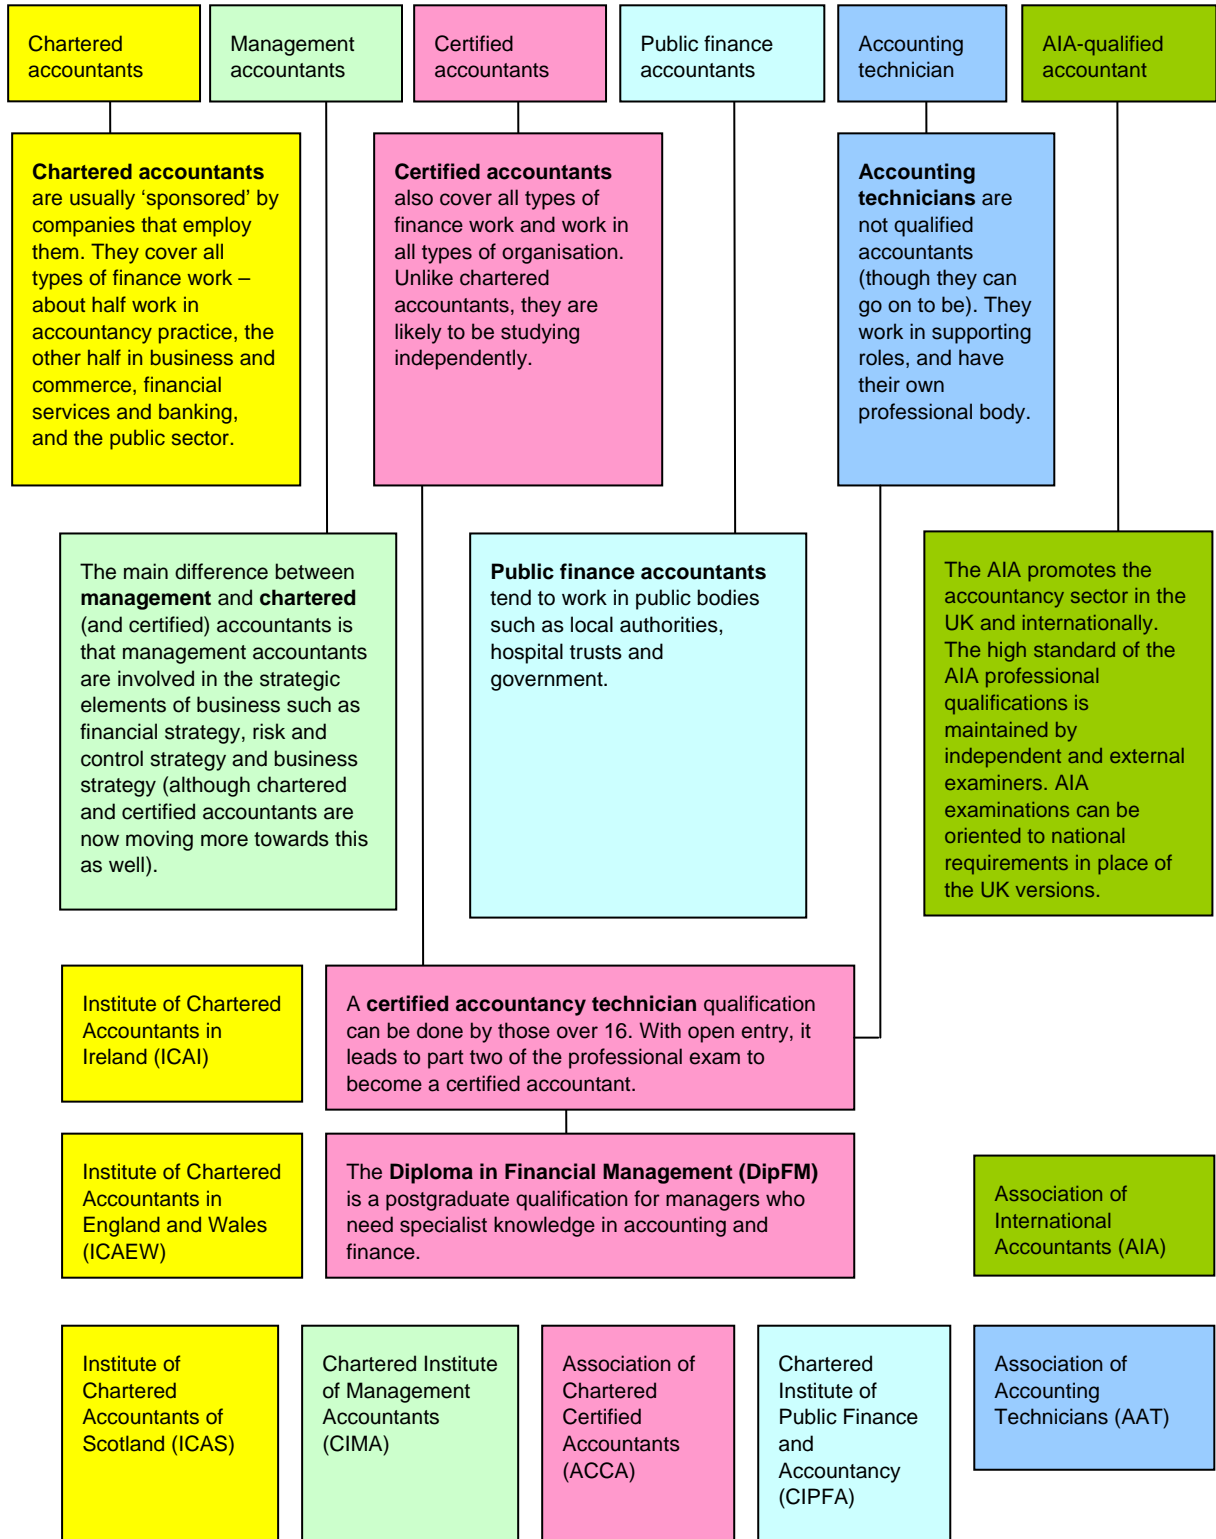 Chartered
accountants
Management
accountants
Certified
accountants
Public finance
accountants
Accounting
technician
AIA-qualified
accountant
Chartered accountants
are usually ‘sponsored’ by
companies that employ
them. They cover all
types of finance work –
about half work in
accountancy practice, the
other half in business and
commerce, financial
services and banking,
and the public sector.
Certified accountants
also cover all types of
finance work and work in
all types of organisation.
Unlike chartered
accountants, they are
likely to be studying
independently.
Accounting
technicians are
not qualified
accountants
(though they can
go on to be). They
work in supporting
roles, and have
their own
professional body.
The main difference between
management and chartered
(and certified) accountants is
that management accountants
are involved in the strategic
elements of business such as
financial strategy, risk and
control strategy and business
strategy (although chartered
and certified accountants are
now moving more towards this
as well).
Public finance accountants
tend to work in public bodies
such as local authorities,
hospital trusts and
government.
The AIA promotes the
accountancy sector in the
UK and internationally.
The high standard of the
AIA professional
qualifications is
maintained by
independent and external
examiners. AIA
examinations can be
oriented to national
requirements in place of
the UK versions.
Institute of Chartered
Accountants in
Ireland (ICAI)
A certified accountancy technician qualification
can be done by those over 16. With open entry, it
leads to part two of the professional exam to
become a certified accountant.
Institute of Chartered
Accountants in
England and Wales
(ICAEW)
The Diploma in Financial Management (DipFM)
is a postgraduate qualification for managers who
need specialist knowledge in accounting and
finance.
Association of
International
Accountants (AIA)
Institute of
Chartered
Accountants of
Scotland (ICAS)
Chartered Institute
of Management
Accountants
(CIMA)
Association of
Chartered
Certified
Accountants
(ACCA)
Chartered
Institute of
Public Finance
and
Accountancy
(CIPFA)
Association of
Accounting
Technicians (AAT)